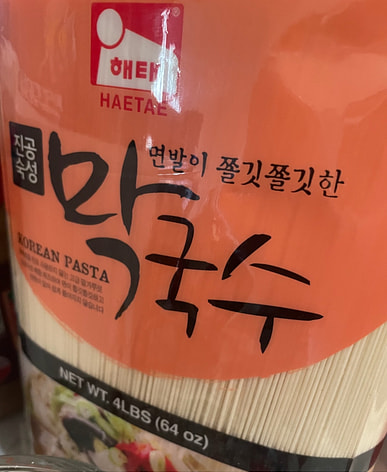 해태
HAETAE
진공
숙성
면발이 쫄깃쫄깃한
막국수
KOREAN PASTA
NET WT. 4LBS (64 oz)